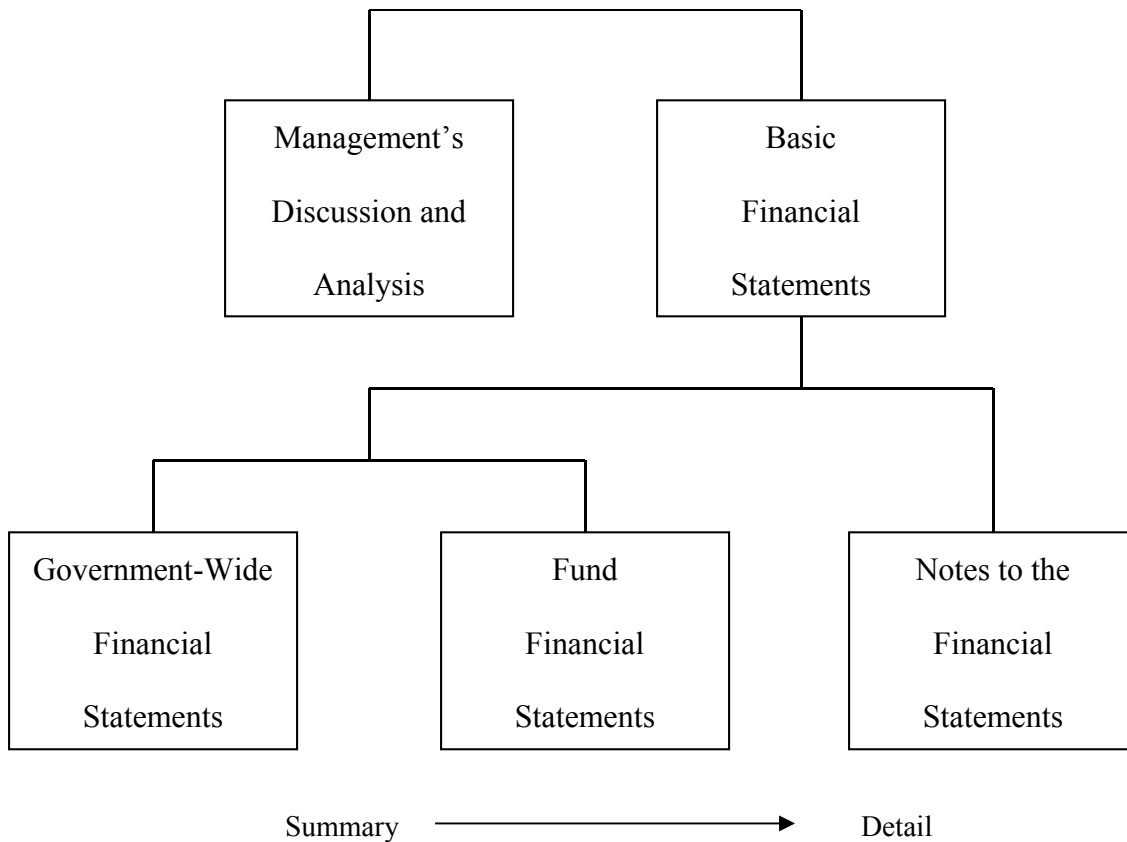 Management’s
Discussion and
Analysis
Basic
Financial
Statements
Government-Wide
Financial
Statements
Fund
Financial
Statements
Notes to the
Financial
Statements
Summary
Detail